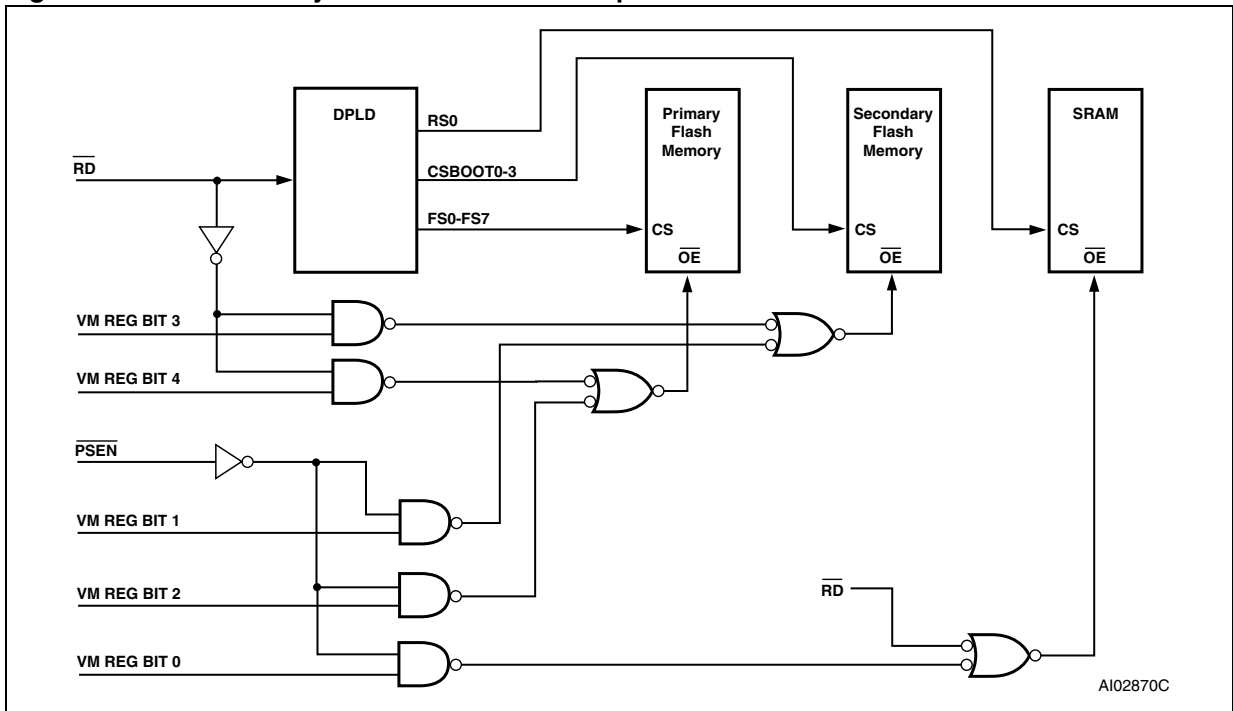 DPLD
RS0
CSBOOT0-3
FS0-FS7
Primary
Flash
Memory
CS
OE
Secondary
Flash
Memory
CS
OE
SRAM
CS
OE
RD
VM REG BIT 3
VM REG BIT 4
PSEN
VM REG BIT 1
VM REG BIT 2
VM REG BIT 0
RD
AI02870C